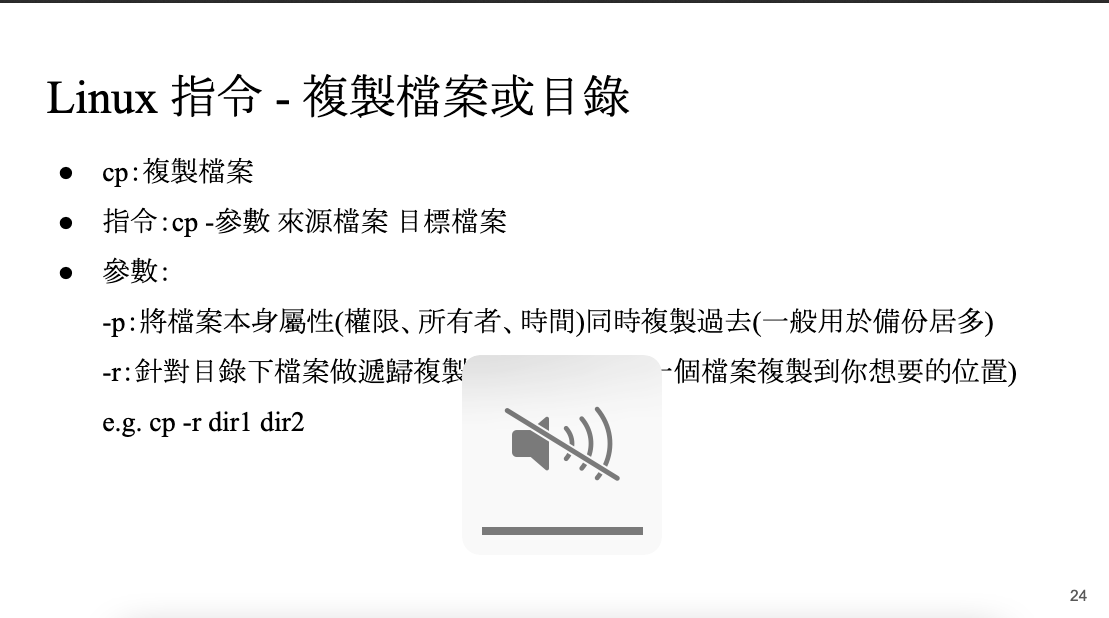 Linux 指令 - 複製檔案或目錄
● cp:複製檔案
● 指令:cp -參數 來源檔案 目標檔案
● 參數:
-p:將檔案本身屬性(權限、所有者、時間)同時複製過去(一般用於備份居多)
-r:針對目錄下檔案做遞歸複製 一個檔案複製到你想要的位置)
e.g. cp -r dir1 dir2
24